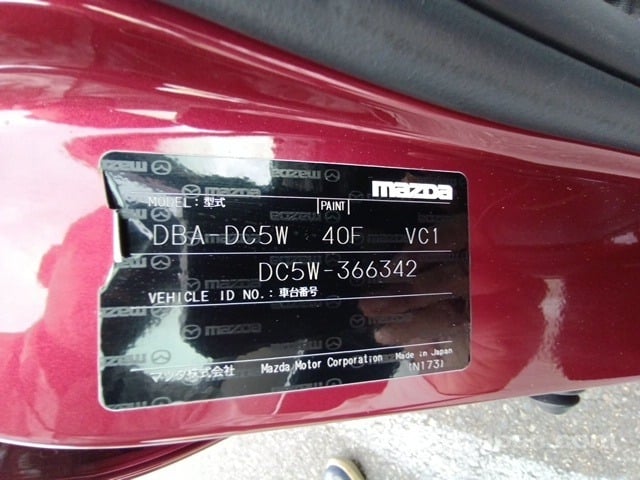 mazda
MODEL: 型式 PAINT
DBA-DC5W 40F VC1
DC5W-366342
VEHICLE ID NO.: 車台番号
マツダ株式会社 Mazda Motor Corporation Made in Japan
(N173)